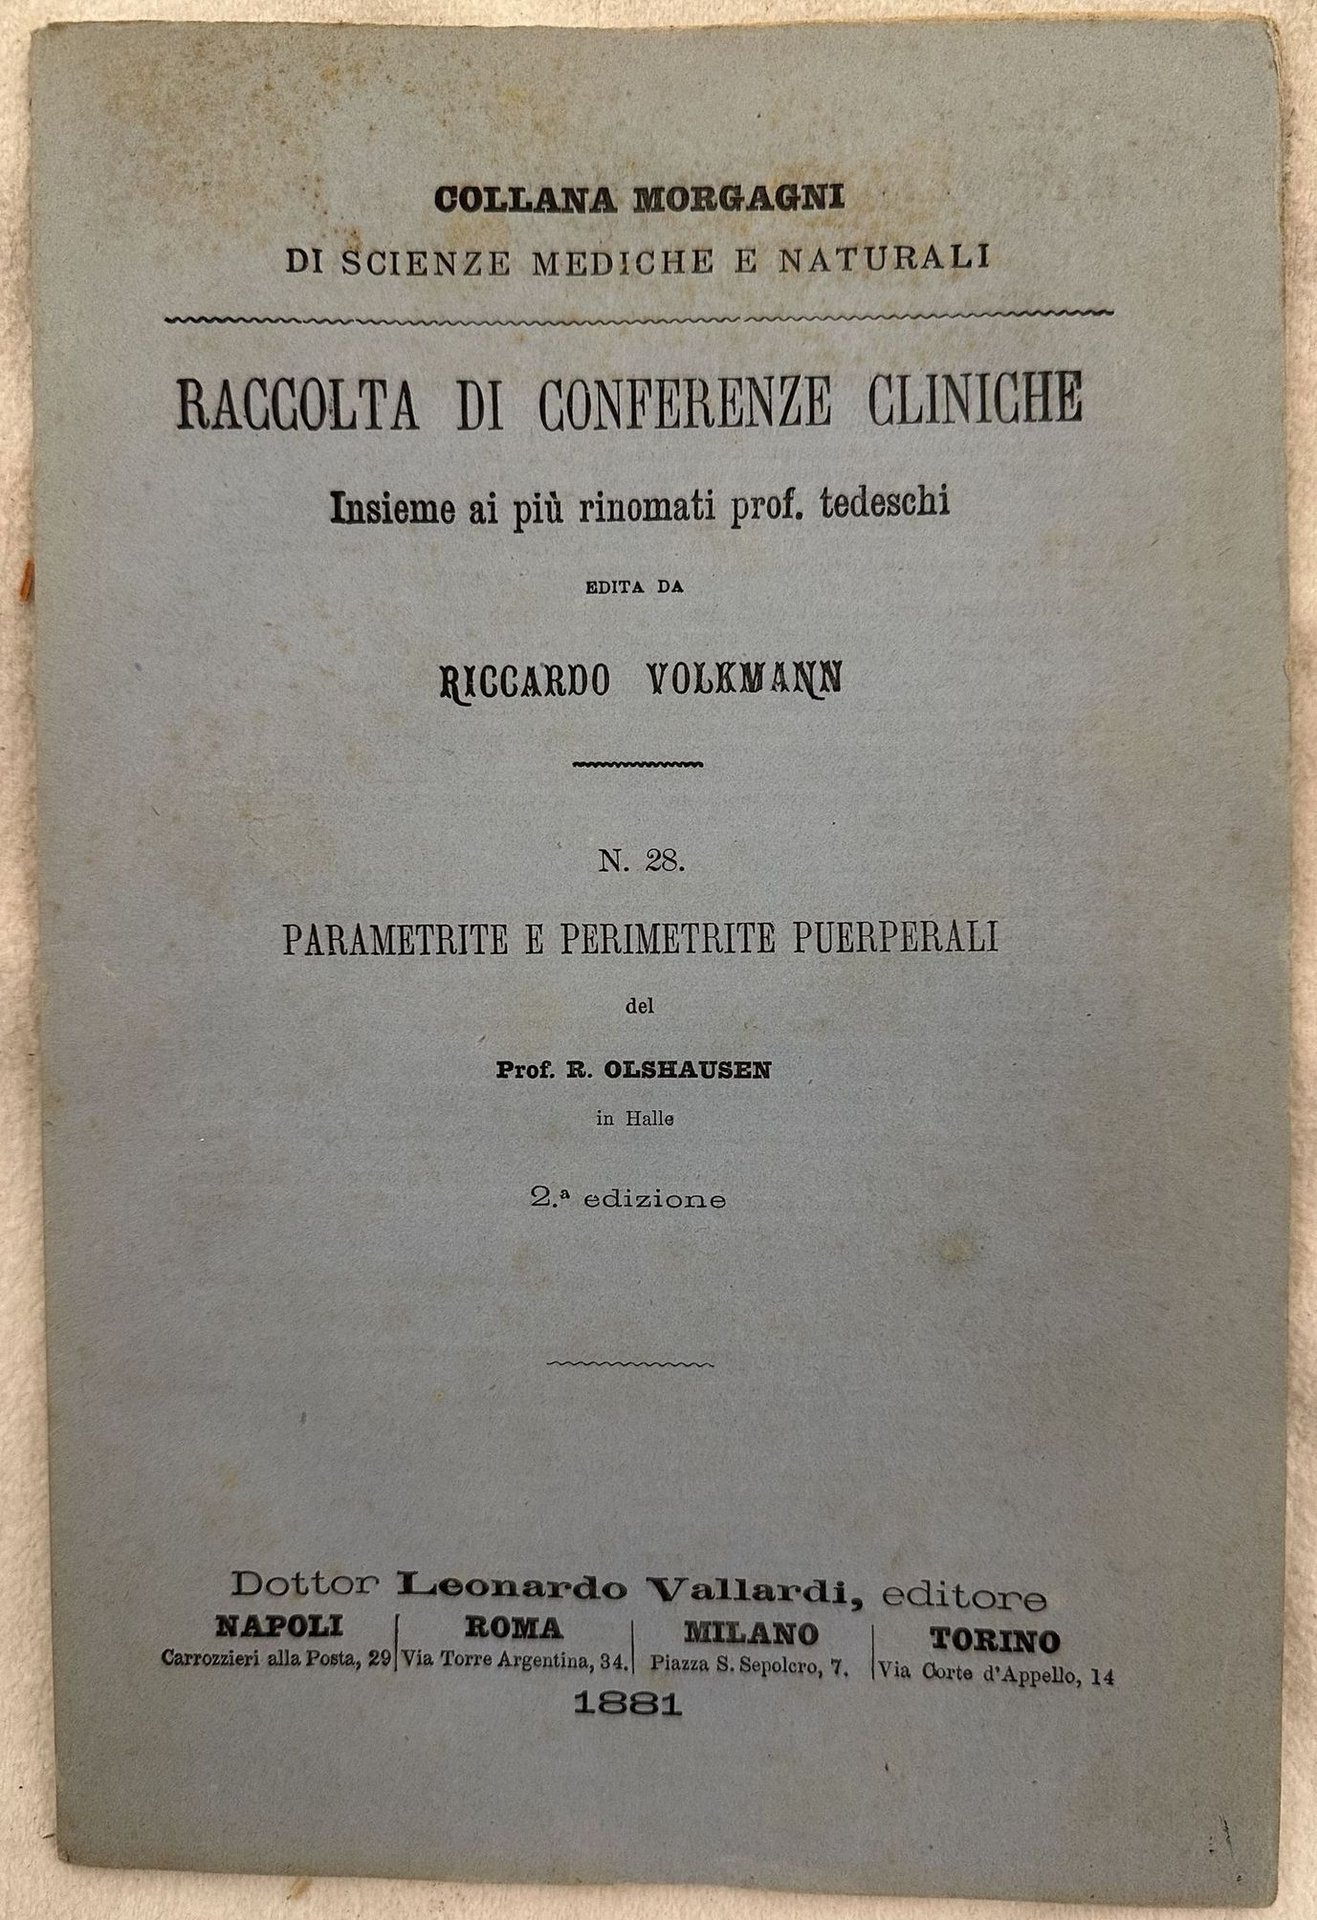 COLLANA MORGAGNI
DI SCIENZE MEDICHE E NATURALI
RACCOLTA DI CONFERENZE CLINICHE
Insieme ai più rinomati prof. tedeschi
EDITA DA
RICCARDO VOLKMANN
N. 28.
PARAMETRITE E PERIMETRITE PUERPERALI
del
Prof. R. OLSHAUSEN
in Halle
2.ª edizione
Dottor Leonardo Vallardi, editore
NAPOLI ROMA MILANO TORINO
Carrozzieri alla Posta, 29 Via Torre Argentina, 34. Piazza S. Sepolcro, 7. Via Corte d'Appello, 14
1881